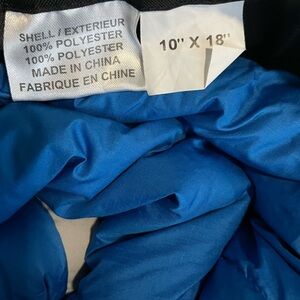 SHELL / EXTERIEUR
100% POLYESTER
100% POLYESTER
MADE IN CHINA
FABRIQUE EN CHINE
10" X 18"